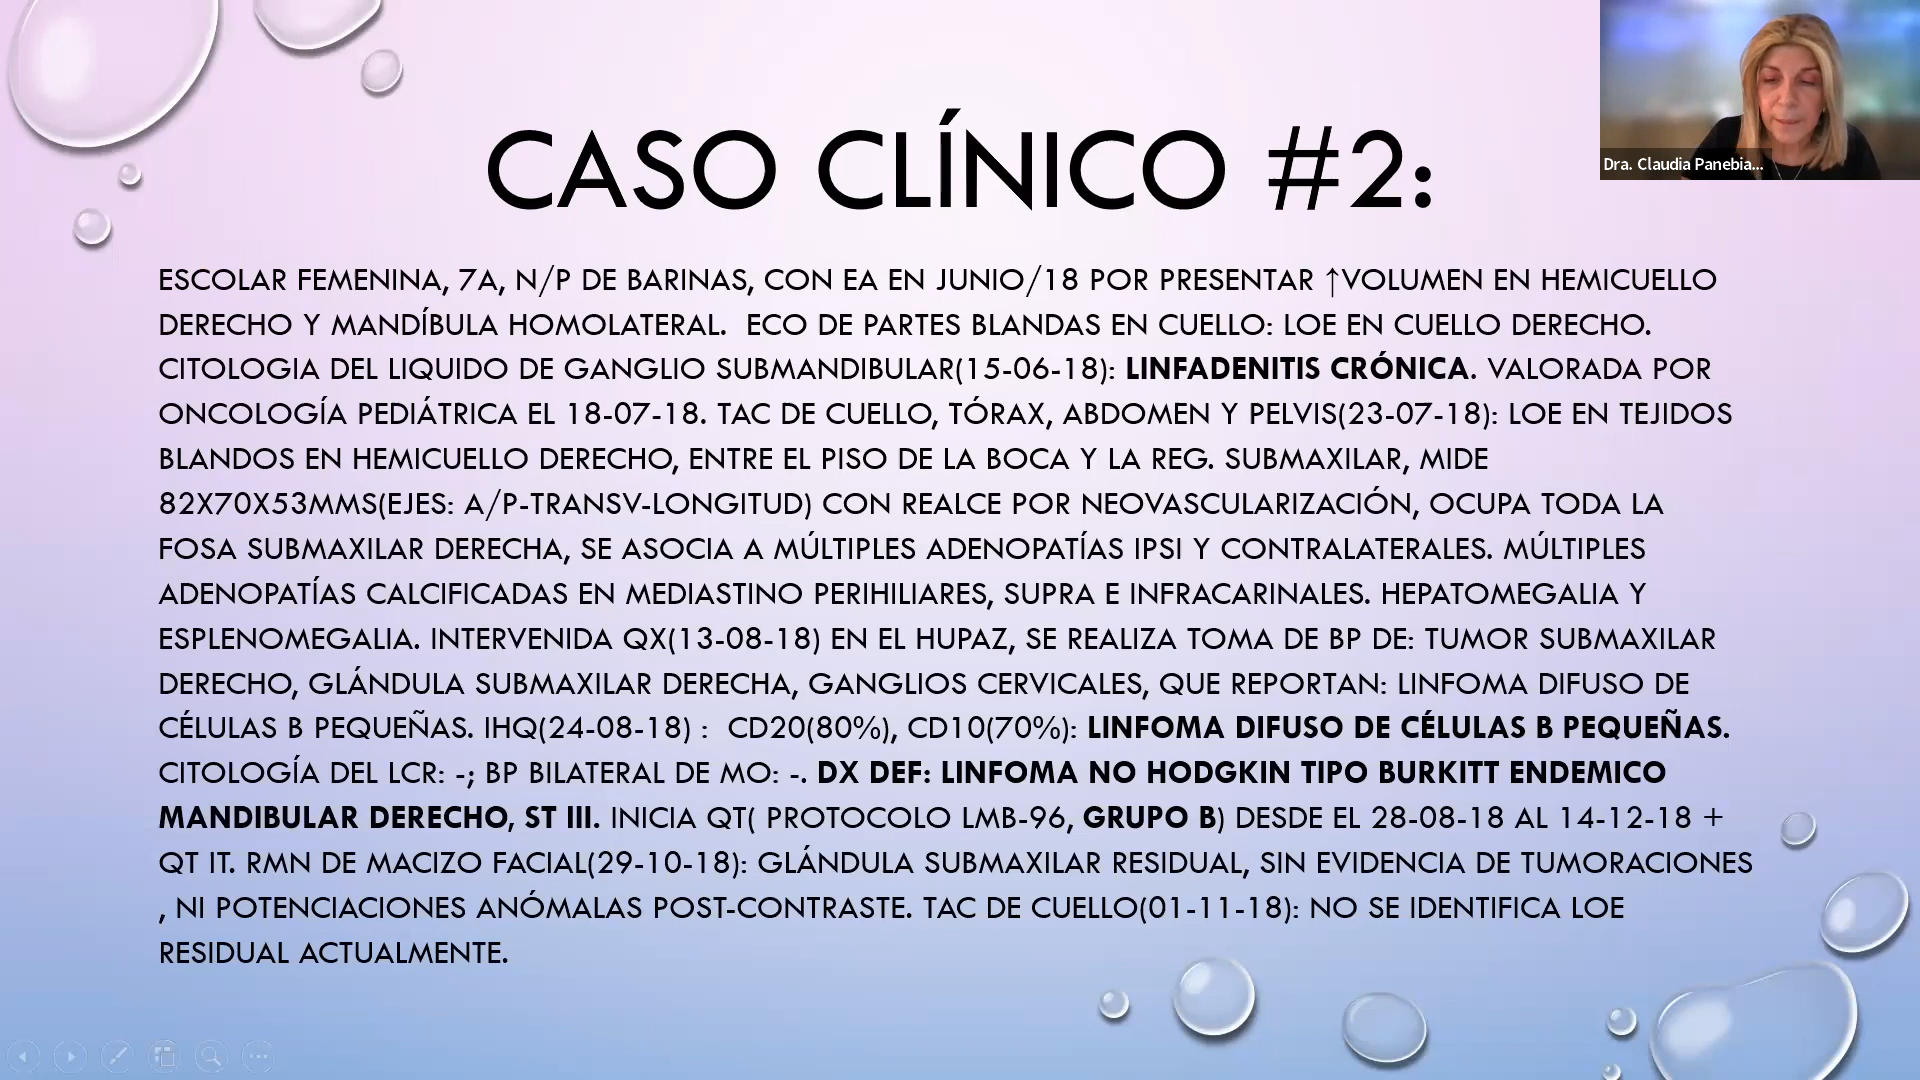 CASO CLÍNICO #2:
Dra. Claudia Panebia...
ESCOLAR FEMENINA, 7A, N/P DE BARINAS, CON EA EN JUNIO/18 POR PRESENTAR ↑VOLUMEN EN HEMICUELLO
DERECHO Y MANDÍBULA HOMOLATERAL.  ECO DE PARTES BLANDAS EN CUELLO: LOE EN CUELLO DERECHO.
CITOLOGIA DEL LIQUIDO DE GANGLIO SUBMANDIBULAR(15-06-18): LINFADENITIS CRÓNICA. VALORADA POR
ONCOLOGÍA PEDIÁTRICA EL 18-07-18. TAC DE CUELLO, TÓRAX, ABDOMEN Y PELVIS(23-07-18): LOE EN TEJIDOS
BLANDOS EN HEMICUELLO DERECHO, ENTRE EL PISO DE LA BOCA Y LA REG. SUBMAXILAR, MIDE
82X70X53MMS(EJES: A/P-TRANSV-LONGITUD) CON REALCE POR NEOVASCULARIZACIÓN, OCUPA TODA LA
FOSA SUBMAXILAR DERECHA, SE ASOCIA A MÚLTIPLES ADENOPATÍAS IPSI Y CONTRALATERALES. MÚLTIPLES
ADENOPATÍAS CALCIFICADAS EN MEDIASTINO PERIHILIARES, SUPRA E INFRACARINALES. HEPATOMEGALIA Y
ESPLENOMEGALIA. INTERVENIDA QX(13-08-18) EN EL HUPAZ, SE REALIZA TOMA DE BP DE: TUMOR SUBMAXILAR
DERECHO, GLÁNDULA SUBMAXILAR DERECHA, GANGLIOS CERVICALES, QUE REPORTAN: LINFOMA DIFUSO DE
CÉLULAS B PEQUEÑAS. IHQ(24-08-18) :  CD20(80%), CD10(70%): LINFOMA DIFUSO DE CÉLULAS B PEQUEÑAS.
CITOLOGÍA DEL LCR: -; BP BILATERAL DE MO: -. DX DEF: LINFOMA NO HODGKIN TIPO BURKITT ENDEMICO
MANDIBULAR DERECHO, ST III. INICIA QT( PROTOCOLO LMB-96, GRUPO B) DESDE EL 28-08-18 AL 14-12-18 +
QT IT. RMN DE MACIZO FACIAL(29-10-18): GLÁNDULA SUBMAXILAR RESIDUAL, SIN EVIDENCIA DE TUMORACIONES
, NI POTENCIACIONES ANÓMALAS POST-CONTRASTE. TAC DE CUELLO(01-11-18): NO SE IDENTIFICA LOE
RESIDUAL ACTUALMENTE.